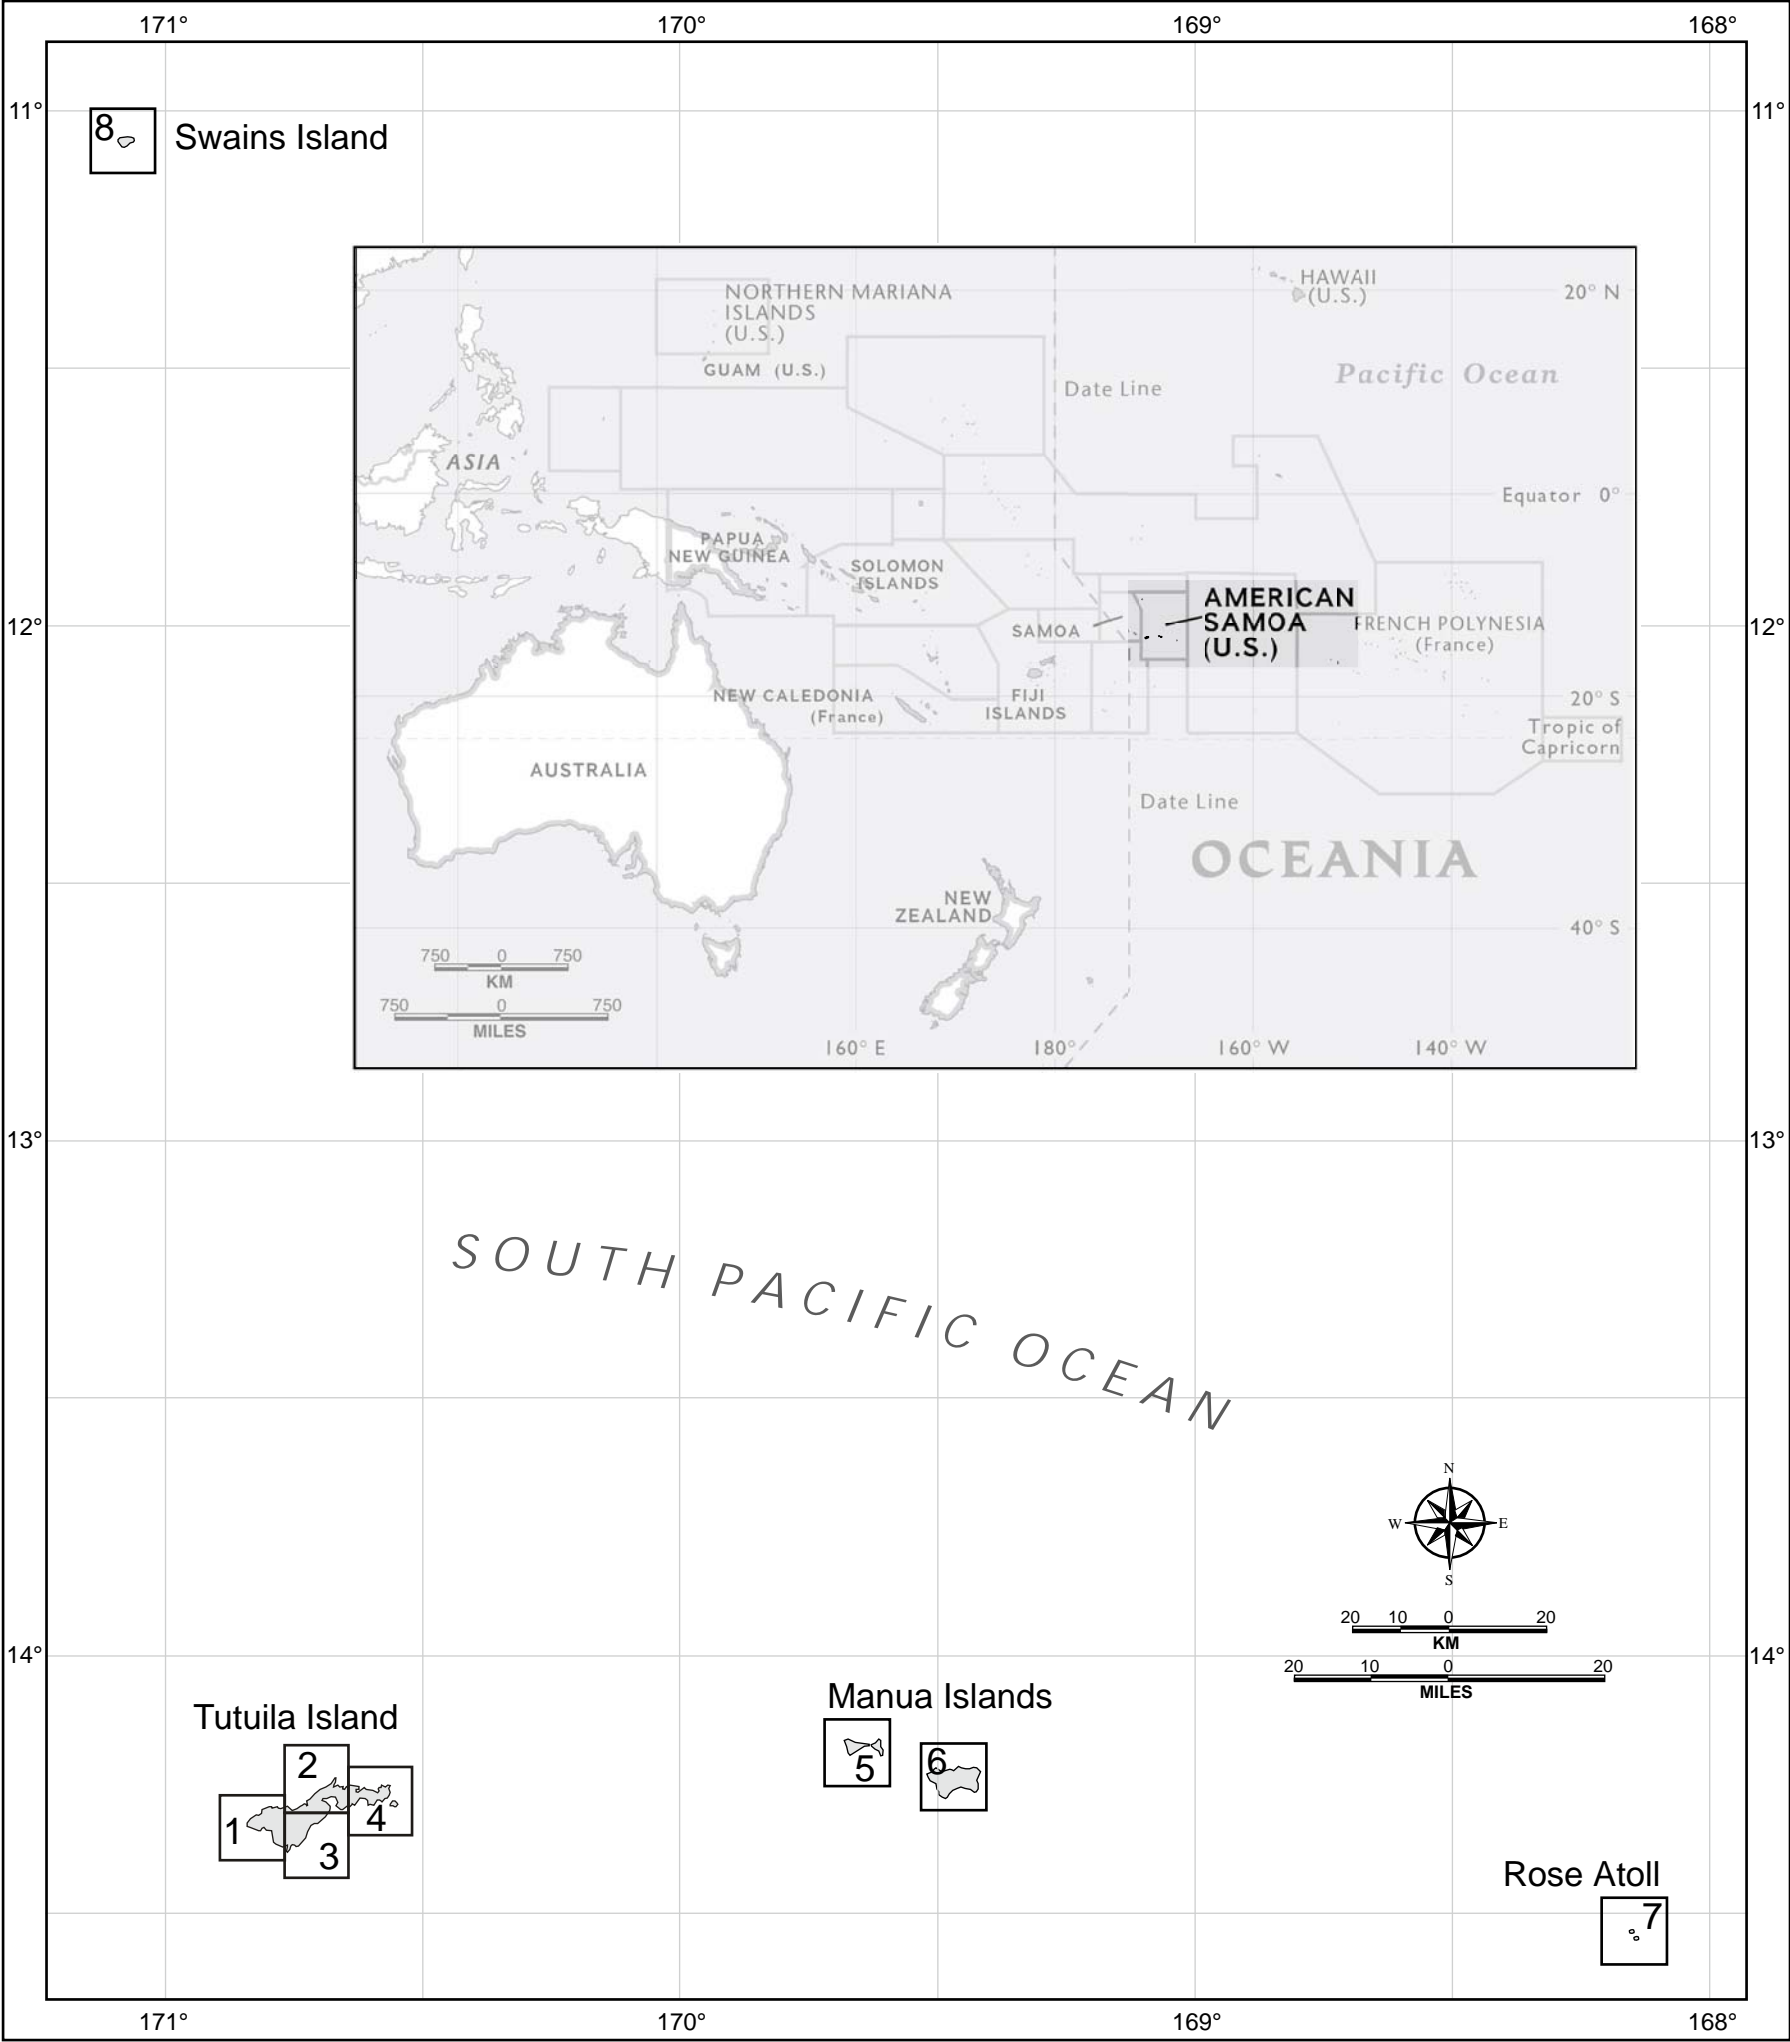 171° 170° 169° 168°
11° 11°
8 Swains Island
NORTHERN MARIANA
ISLANDS
(U.S.)
GUAM (U.S.)
HAWAII
(U.S.)
20° N
Pacific Ocean
Date Line
ASIA
Equator 0°
PAPUA
NEW GUINEA
SOLOMON
ISLANDS
AMERICAN
SAMOA
(U.S.)
SAMOA
FRENCH POLYNESIA
(France)
12° 12°
NEW CALEDONIA
(France)
FIJI
ISLANDS
20° S
Tropic of
Capricorn
AUSTRALIA
Date Line
OCEANIA
NEW
ZEALAND
40° S
750 0 750
KM
750 0 750
MILES
160° E 180° 160° W 140° W
13° 13°
SOUTH PACIFIC OCEAN
N
W E
S
20 10 0 20
KM
14° 14°
20 10 0 20
MILES
Tutuila Island
Manua Islands
2
5
6
1
4
3
Rose Atoll
7
171° 170° 169° 168°